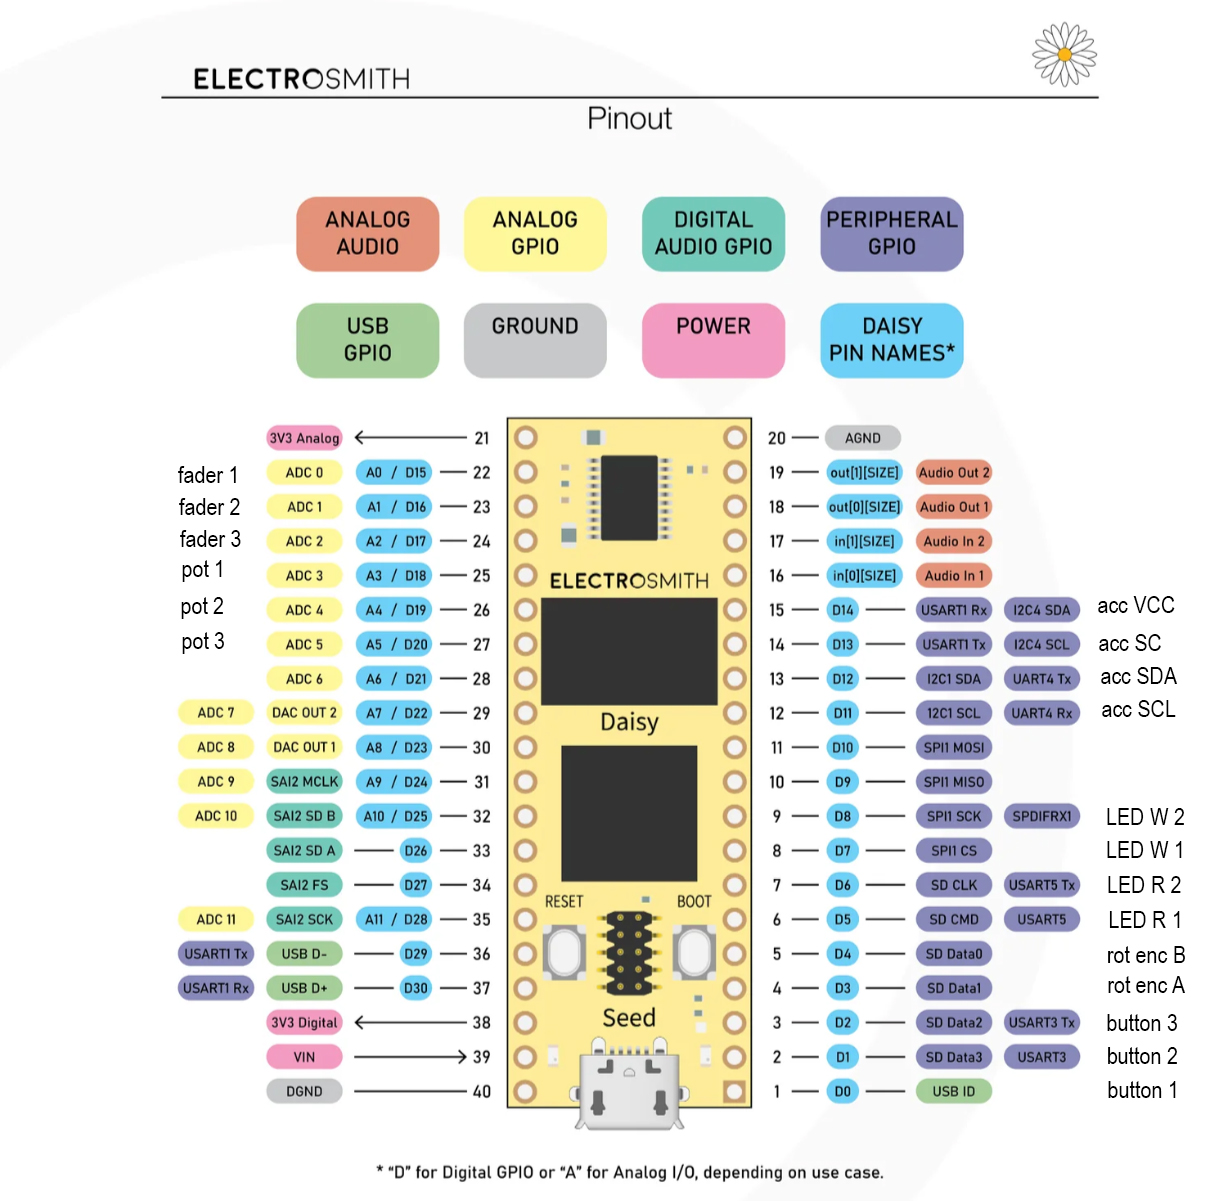 ELECTROSMITH
Pinout
ANALOG
AUDIO
ANALOG
GPIO
DIGITAL
AUDIO GPIO
PERIPHERAL
GPIO
USB
GPIO
GROUND
POWER
DAISY
PIN NAMES*
3V3 Analog 21
fader 1 ADC 0 A0 / D15 22
fader 2 ADC 1 A1 / D16 23
fader 3 ADC 2 A2 / D17 24
pot 1 ADC 3 A3 / D18 25
pot 2 ADC 4 A4 / D19 26
pot 3 ADC 5 A5 / D20 27
ADC 6 A6 / D21 28
ADC 7 DAC OUT 2 A7 / D22 29
ADC 8 DAC OUT 1 A8 / D23 30
ADC 9 SAI2 MCLK A9 / D24 31
ADC 10 SAI2 SD B A10 / D25 32
SAI2 SD A D26 33
SAI2 FS D27 34
ADC 11 SAI2 SCK A11 / D28 35
USART1 Tx USB D- D29 36
USART1 Rx USB D+ D30 37
3V3 Digital 38
VIN 39
DGND 40
ELECTROSMITH
Daisy
RESET BOOT
Seed
20 AGND
19 out[1][SIZE] Audio Out 2
18 out[0][SIZE] Audio Out 1
17 in[1][SIZE] Audio In 2
16 in[0][SIZE] Audio In 1
15 D14 USART1 Rx I2C4 SDA acc VCC
14 D13 USART1 Tx I2C4 SCL acc SC
13 D12 I2C1 SDA UART4 Tx acc SDA
12 D11 I2C1 SCL UART4 Rx acc SCL
11 D10 SPI1 MOSI
10 D9 SPI1 MISO
9 D8 SPI1 SCK SPDIFRX1 LED W 2
8 D7 SPI1 CS LED W 1
7 D6 SD CLK USART5 Tx LED R 2
6 D5 SD CMD USART5 LED R 1
5 D4 SD Data0 rot enc B
4 D3 SD Data1 rot enc A
3 D2 SD Data2 USART3 Tx button 3
2 D1 SD Data3 USART3 button 2
1 D0 USB ID button 1
* “D” for Digital GPIO or “A” for Analog I/O, depending on use case.